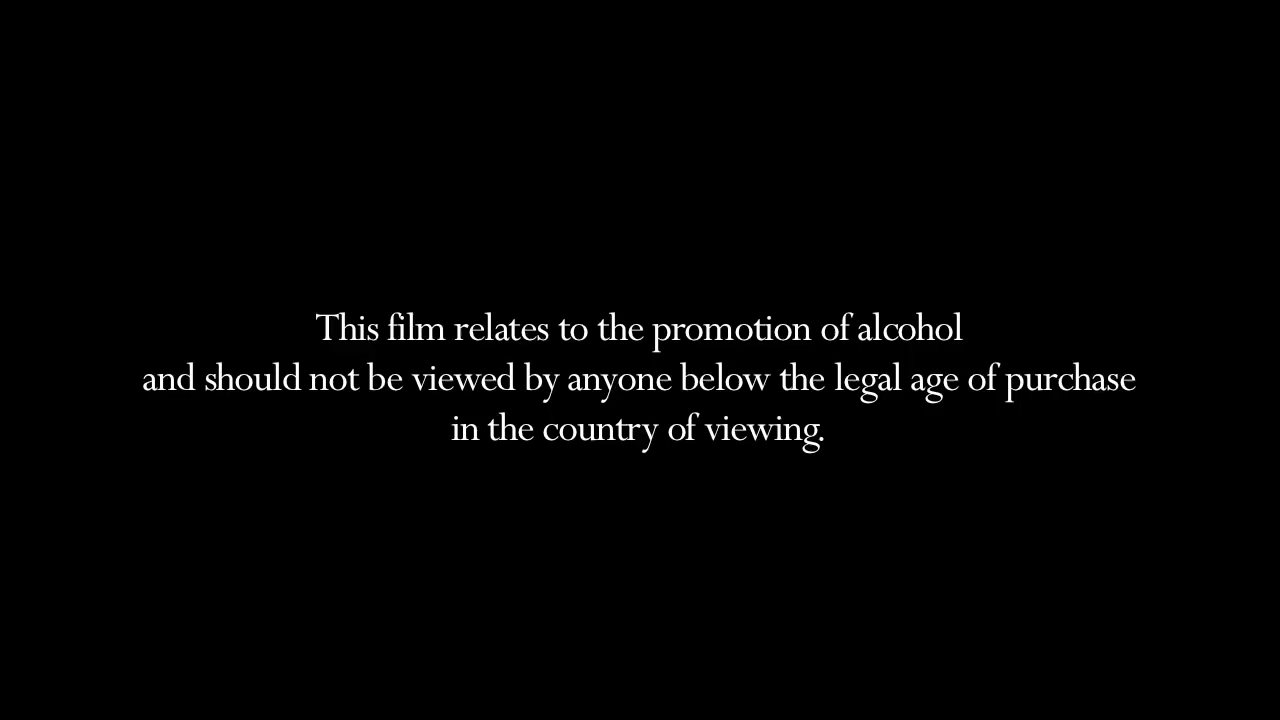 This film relates to the promotion of alcohol
and should not be viewed by anyone below the legal age of purchase
in the country of viewing.